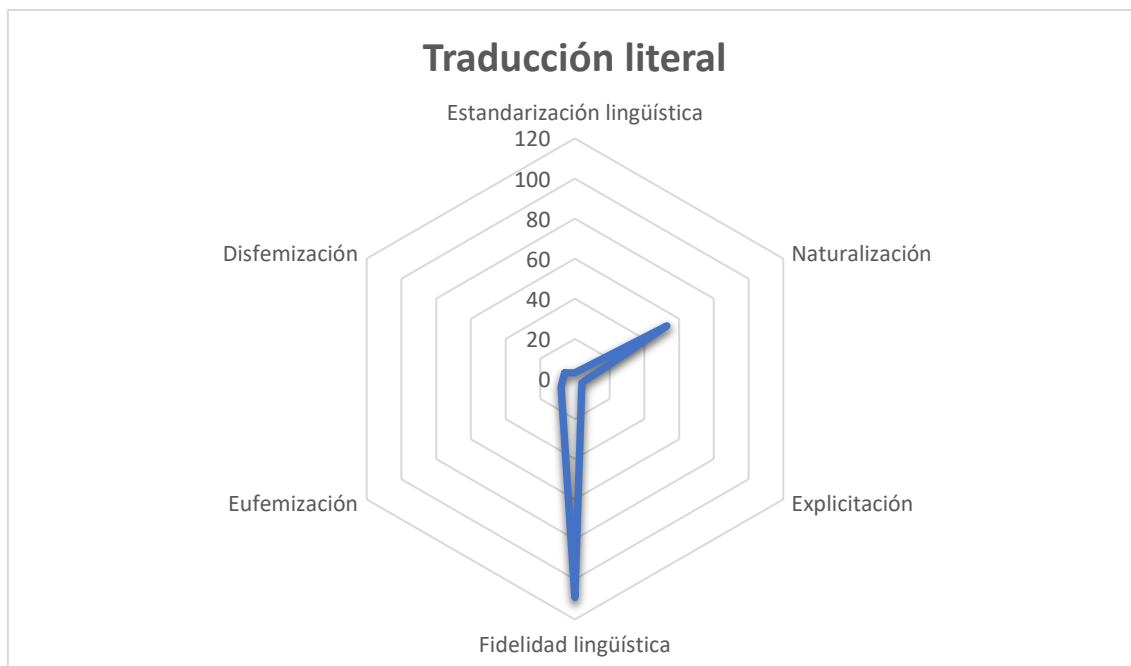 Traducción literal
Estandarización lingüística
120
100
80
60
40
20
0
Naturalización
Explicitación
Fidelidad lingüística
Eufemización
Disfemización